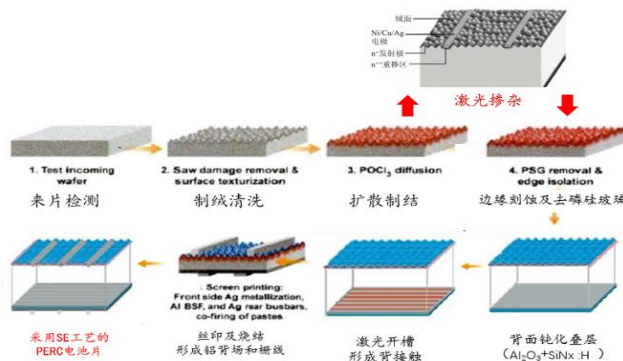 绒面
Ni/Cu/Ag
电极
n⁺发射极
n⁺⁺重掺区
激光掺杂
1. Test incoming
wafer
来片检测
2. Saw damage removal &
surface texturization
制绒清洗
3. POCl₃ diffusion
扩散制结
4. PSG removal &
edge isolation
边缘刻蚀及去磷硅玻璃
采用SE工艺的
PERC电池片
Screen printing:
Front side Ag metallization,
Al BSF, and Ag rear busbars,
co-firing of pastes
丝印及烧结
形成铝背场和栅线
激光开槽
形成背接触
背面钝化叠层
(Al₂O₃+SiNx:H )